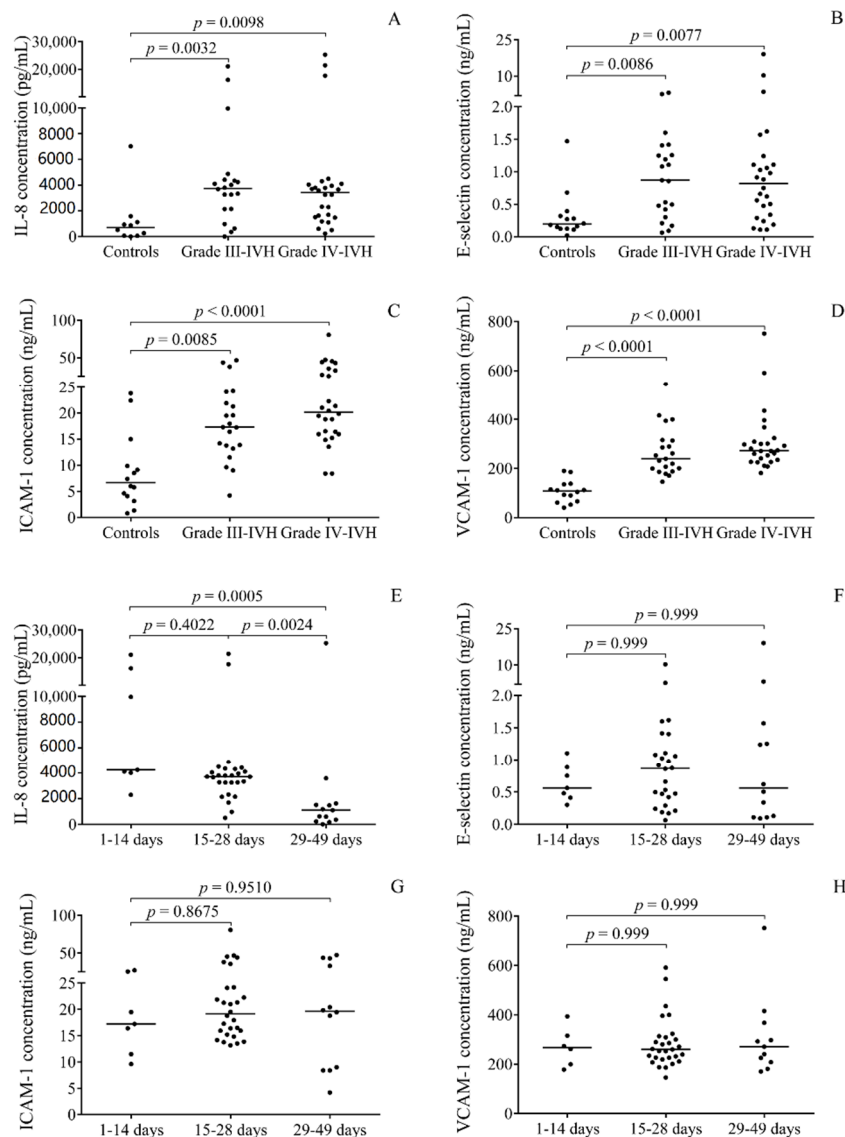 A
p = 0.0098
p = 0.0032
IL-8 concentration (pg/mL)
30,000
20,000
10,000
8000
6000
4000
2000
0
Controls Grade III-IVH Grade IV-IVH
B
p = 0.0077
p = 0.0086
E-selectin concentration (ng/mL)
25
10
2.0
1.5
1.0
0.5
0.0
Controls Grade III-IVH Grade IV-IVH
C
p < 0.0001
p = 0.0085
ICAM-1 concentration (ng/mL)
100
50
25
20
15
10
5
0
Controls Grade III-IVH Grade IV-IVH
D
p < 0.0001
p < 0.0001
VCAM-1 concentration (ng/mL)
800
600
400
200
0
Controls Grade III-IVH Grade IV-IVH
E
p = 0.0005
p = 0.4022 p = 0.0024
IL-8 concentration (pg/mL)
30,000
20,000
10,000
8000
6000
4000
2000
0
1-14 days 15-28 days 29-49 days
F
p = 0.999
p = 0.999
E-selectin concentration (ng/mL)
25
10
2.0
1.5
1.0
0.5
0.0
1-14 days 15-28 days 29-49 days
G
p = 0.9510
p = 0.8675
ICAM-1 concentration (ng/mL)
100
50
25
20
15
10
5
0
1-14 days 15-28 days 29-49 days
H
p = 0.999
p = 0.999
VCAM-1 concentration (ng/mL)
800
600
400
200
0
1-14 days 15-28 days 29-49 days